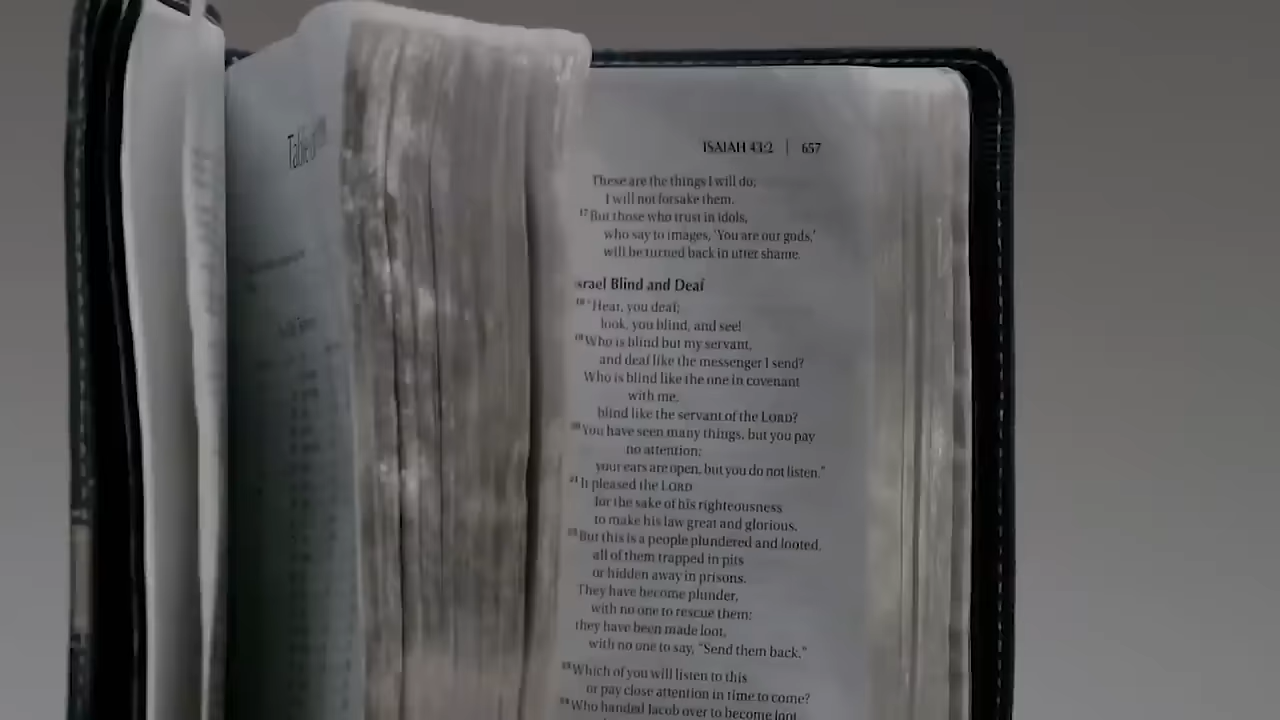 Table of
ISAIAH 43:2 | 657
These are the things I will do;
I will not forsake them.
17 But those who trust in idols,
who say to images, 'You are our gods,'
will be turned back in utter shame.
srael Blind and Deaf
18 "Hear, you deaf;
look, you blind, and see!
19 Who is blind but my servant,
and deaf like the messenger I send?
Who is blind like the one in covenant
with me,
blind like the servant of the LORD?
20 You have seen many things, but you pay
no attention;
your ears are open, but you do not listen."
21 It pleased the LORD
for the sake of his righteousness
to make his law great and glorious.
22 But this is a people plundered and looted,
all of them trapped in pits
or hidden away in prisons.
They have become plunder,
with no one to rescue them;
they have been made loot,
with no one to say, "Send them back."
23 Which of you will listen to this
or pay close attention in time to come?
24 Who handed Jacob over to become loot